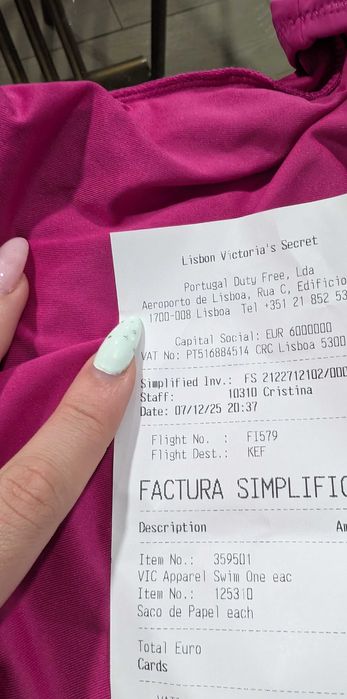 Lisbon Victoria's Secret
Portugal Duty Free, Lda
Aeroporto de Lisboa, Rua C, Edificio
1700-008 Lisboa Tel +351 21 852 53
Capital Social: EUR 6000000
VAT No: PT516884514 CRC Lisboa 5300
Simplified Inv.: FS 2122712102/000
Staff: 10310 Cristina
Date: 07/12/25 20:37
Flight No. : FI579
Flight Dest.: KEF
FACTURA SIMPLIFIC
Description Am
Item No.: 359501
VIC Apparel Swim One eac
Item No.: 125310
Saco de Papel each
Total Euro
Cards